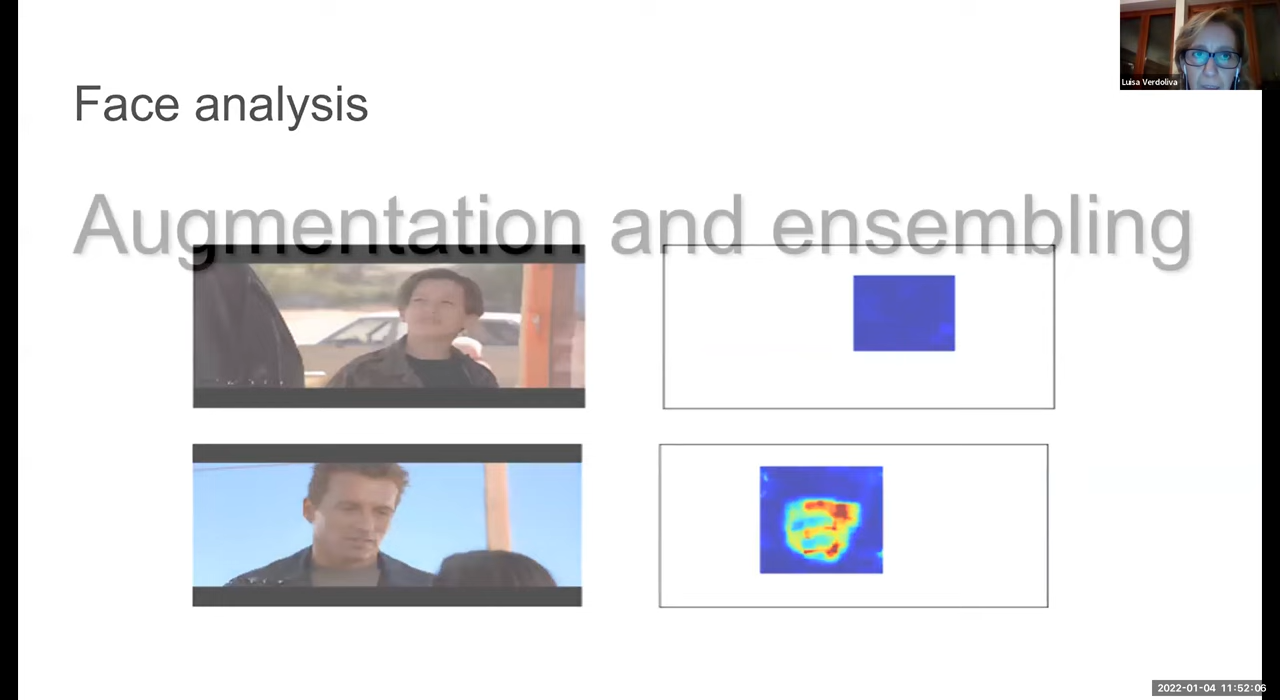 Luisa Verdoliva
Face analysis
Augmentation and ensembling
2022-01-04 11:52:06